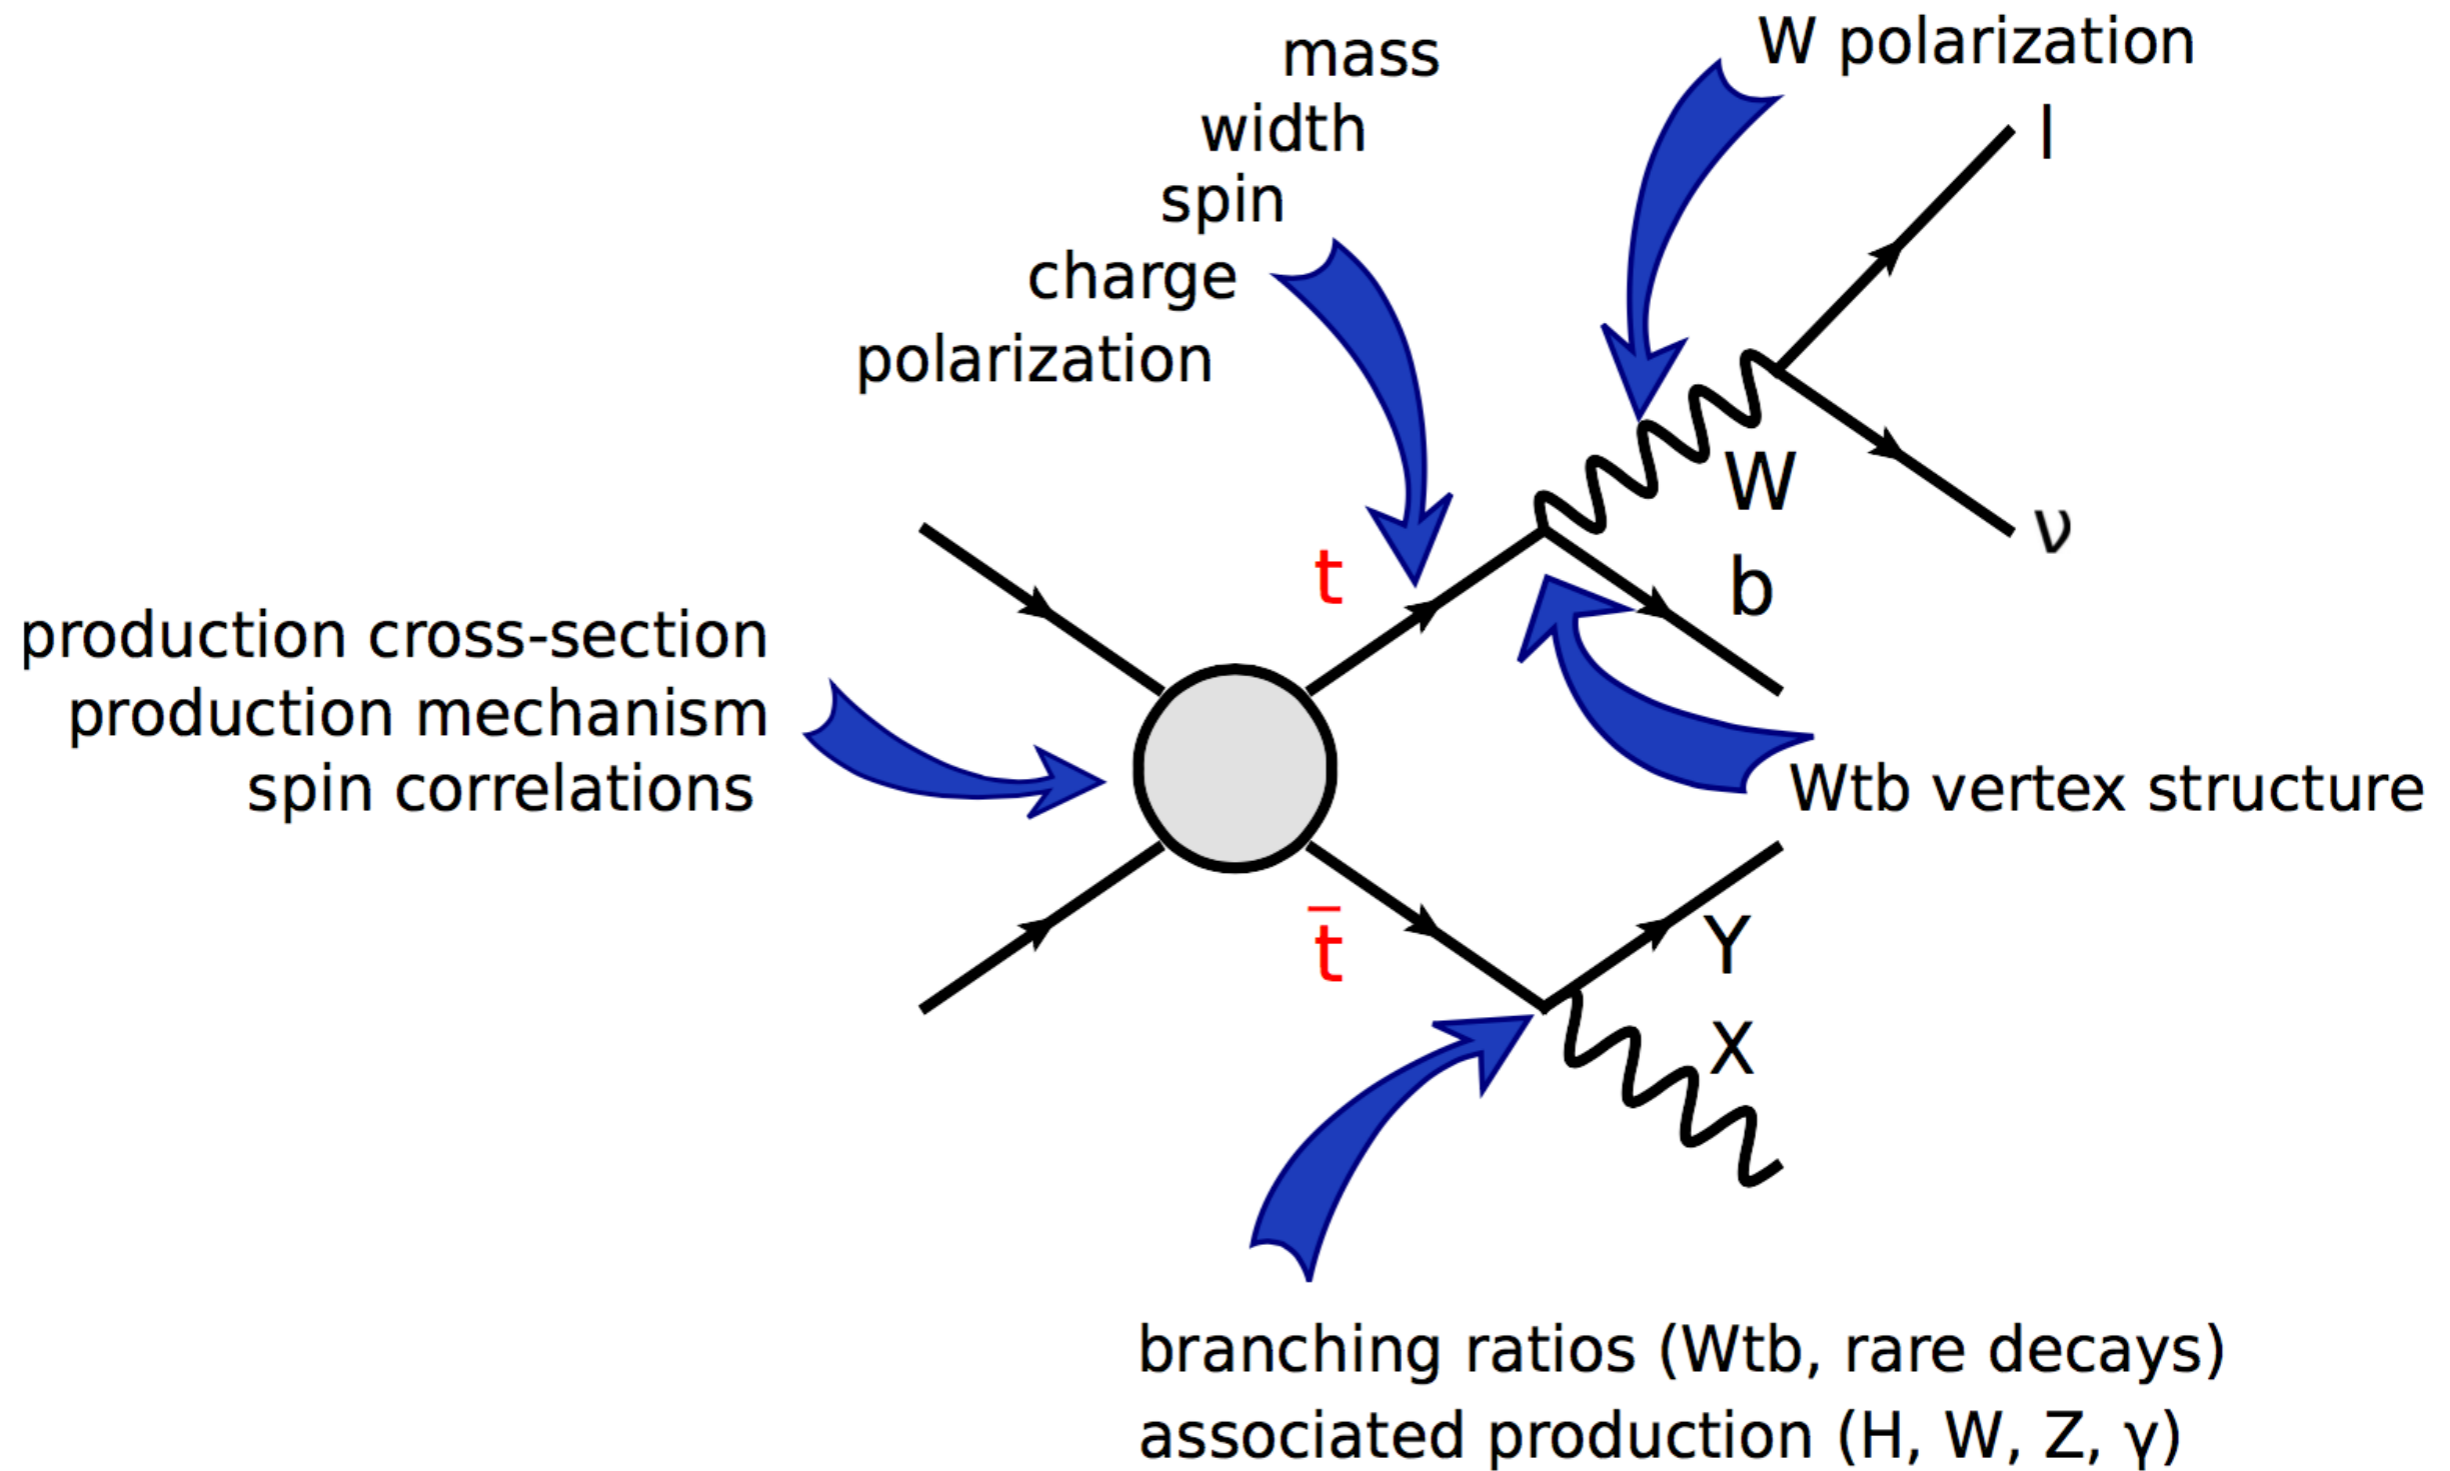 mass
width
spin
charge
polarization
W polarization
l
W
ν
b
t
production cross-section
production mechanism
spin correlations
Wtb vertex structure
t̅
Y
X
branching ratios (Wtb, rare decays)
associated production (H, W, Z, γ)